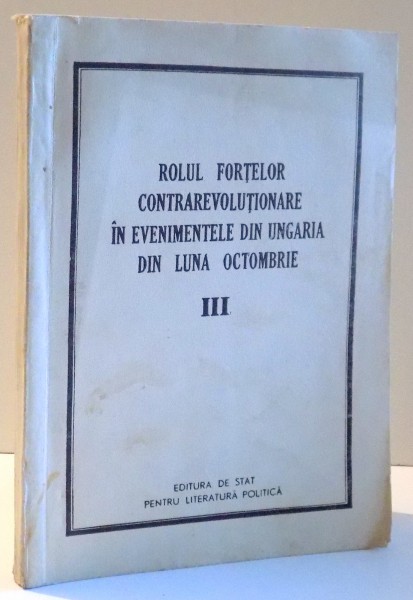 ROLUL FORȚELOR
CONTRAREVOLUȚIONARE
ÎN EVENIMENTELE DIN UNGARIA
DIN LUNA OCTOMBRIE
III
EDITURA DE STAT
PENTRU LITERATURĂ POLITICĂ